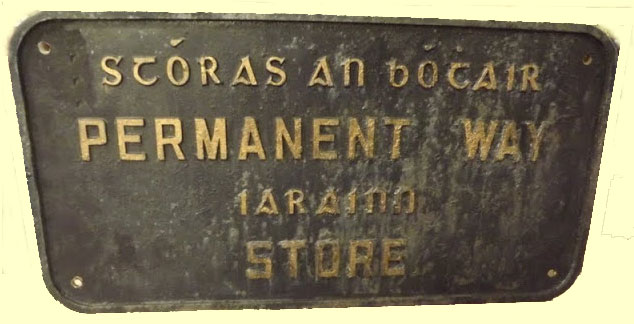 STÓRAS AN BÓTAIR
PERMANENT WAY
IARAINN
STORE